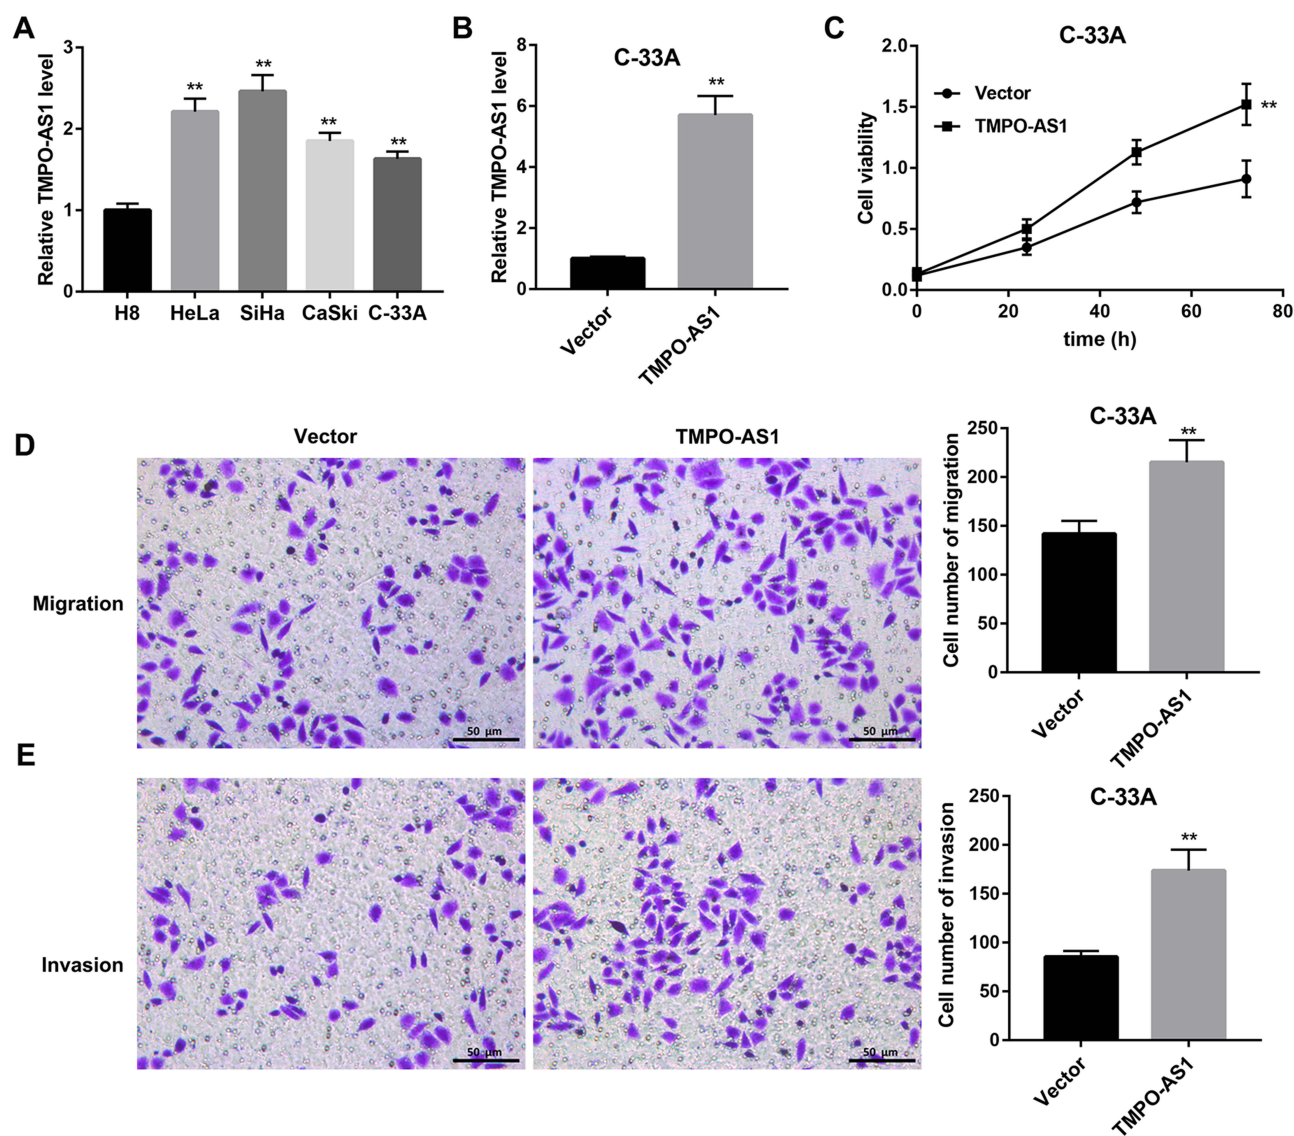 A
Relative TMPO-AS1 level
3
2
1
0
**
**
**
**
H8 HeLa SiHa CaSki C-33A
B
C-33A
Relative TMPO-AS1 level
8
6
4
2
0
**
Vector
TMPO-AS1
C
C-33A
Cell viability
2.0
1.5
1.0
0.5
0.0
Vector
TMPO-AS1
**
0 20 40 60 80
time (h)
D
Vector
TMPO-AS1
Migration
50 μm
50 μm
C-33A
Cell number of migration
250
200
150
100
50
0
**
Vector
TMPO-AS1
E
Invasion
50 μm
50 μm
C-33A
Cell number of invasion
250
200
150
100
50
0
**
Vector
TMPO-AS1